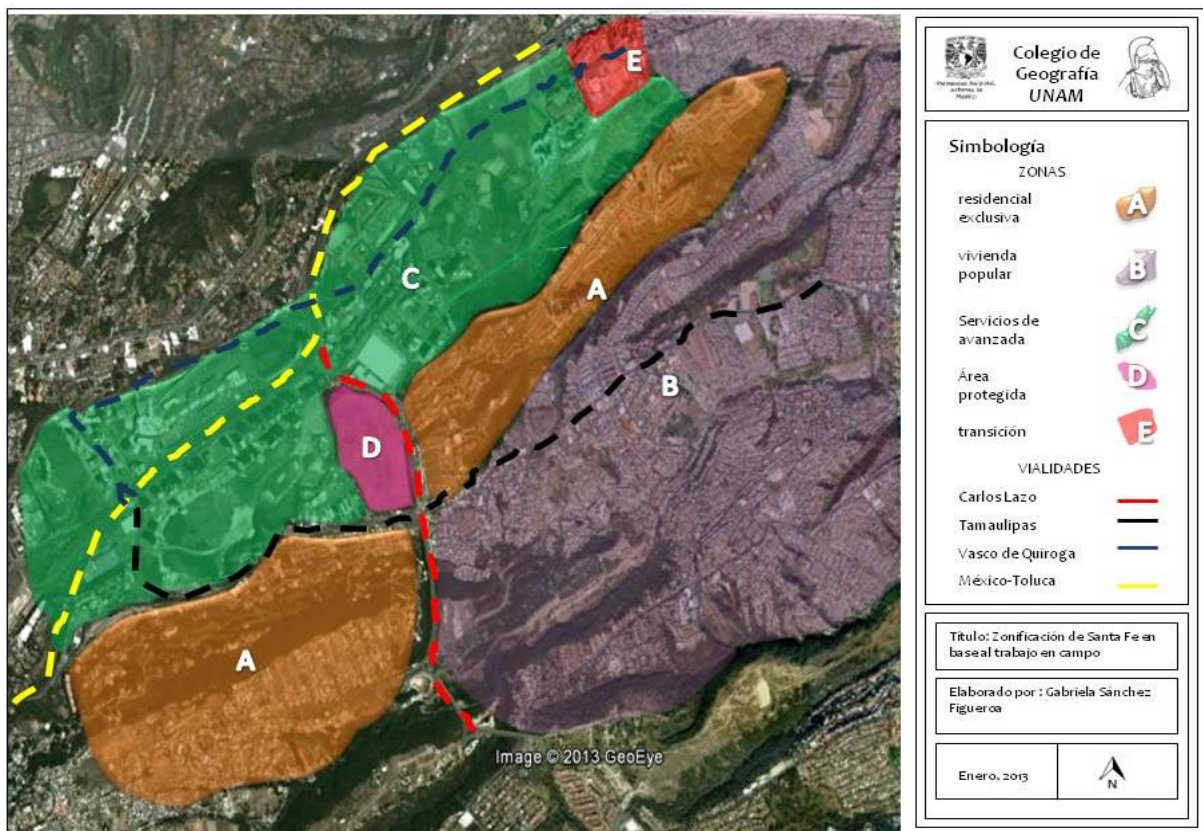 E
C
A
B
D
A
Image © 2013 GeoEye
Colegio de
Geografía
UNAM
Simbología
ZONAS
residencial
exclusiva
A
vivienda
popular
B
Servicios de
avanzada
C
Área
protegida
D
transición
E
VIALIDADES
Carlos Lazo
Tamaulipas
Vasco de Quiroga
México-Toluca
Título: Zonificación de Santa Fe en
base al trabajo en campo
Elaborado por : Gabriela Sánchez
Figueroa
Enero, 2013
N